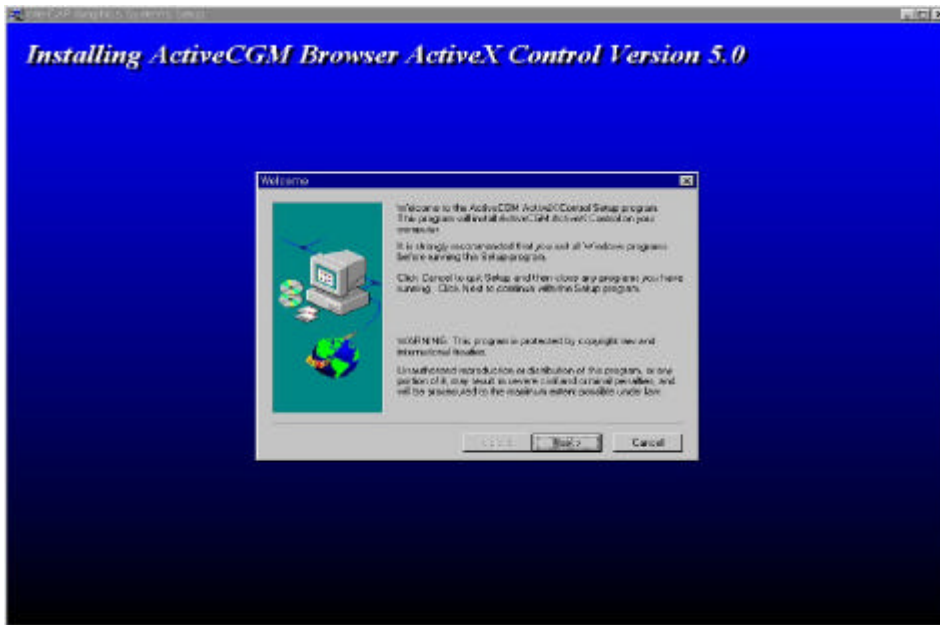 Setup
Installing ActiveCGM Browser ActiveX Control Version 5.0
Welcome
Welcome to the ActiveCGM ActiveX Control Setup program.
This program will install ActiveCGM ActiveX Control on your
computer.
It is strongly recommended that you exit all Windows programs
before running this Setup program.
Click Cancel to quit Setup and then close any programs you have
running. Click Next to continue with the Setup program.
WARNING: This program is protected by copyright law and
international treaties.
Unauthorized reproduction or distribution of this program, or any
portion of it, may result in severe civil and criminal penalties, and
will be prosecuted to the maximum extent possible under law.
Next >
Cancel